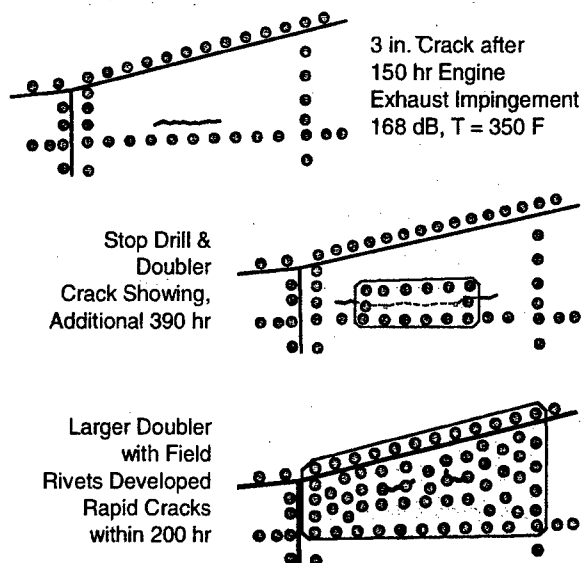 3 in. Crack after
150 hr Engine
Exhaust Impingement
168 dB, T = 350 F
Stop Drill &
Doubler
Crack Showing,
Additional 390 hr
Larger Doubler
with Field
Rivets Developed
Rapid Cracks
within 200 hr